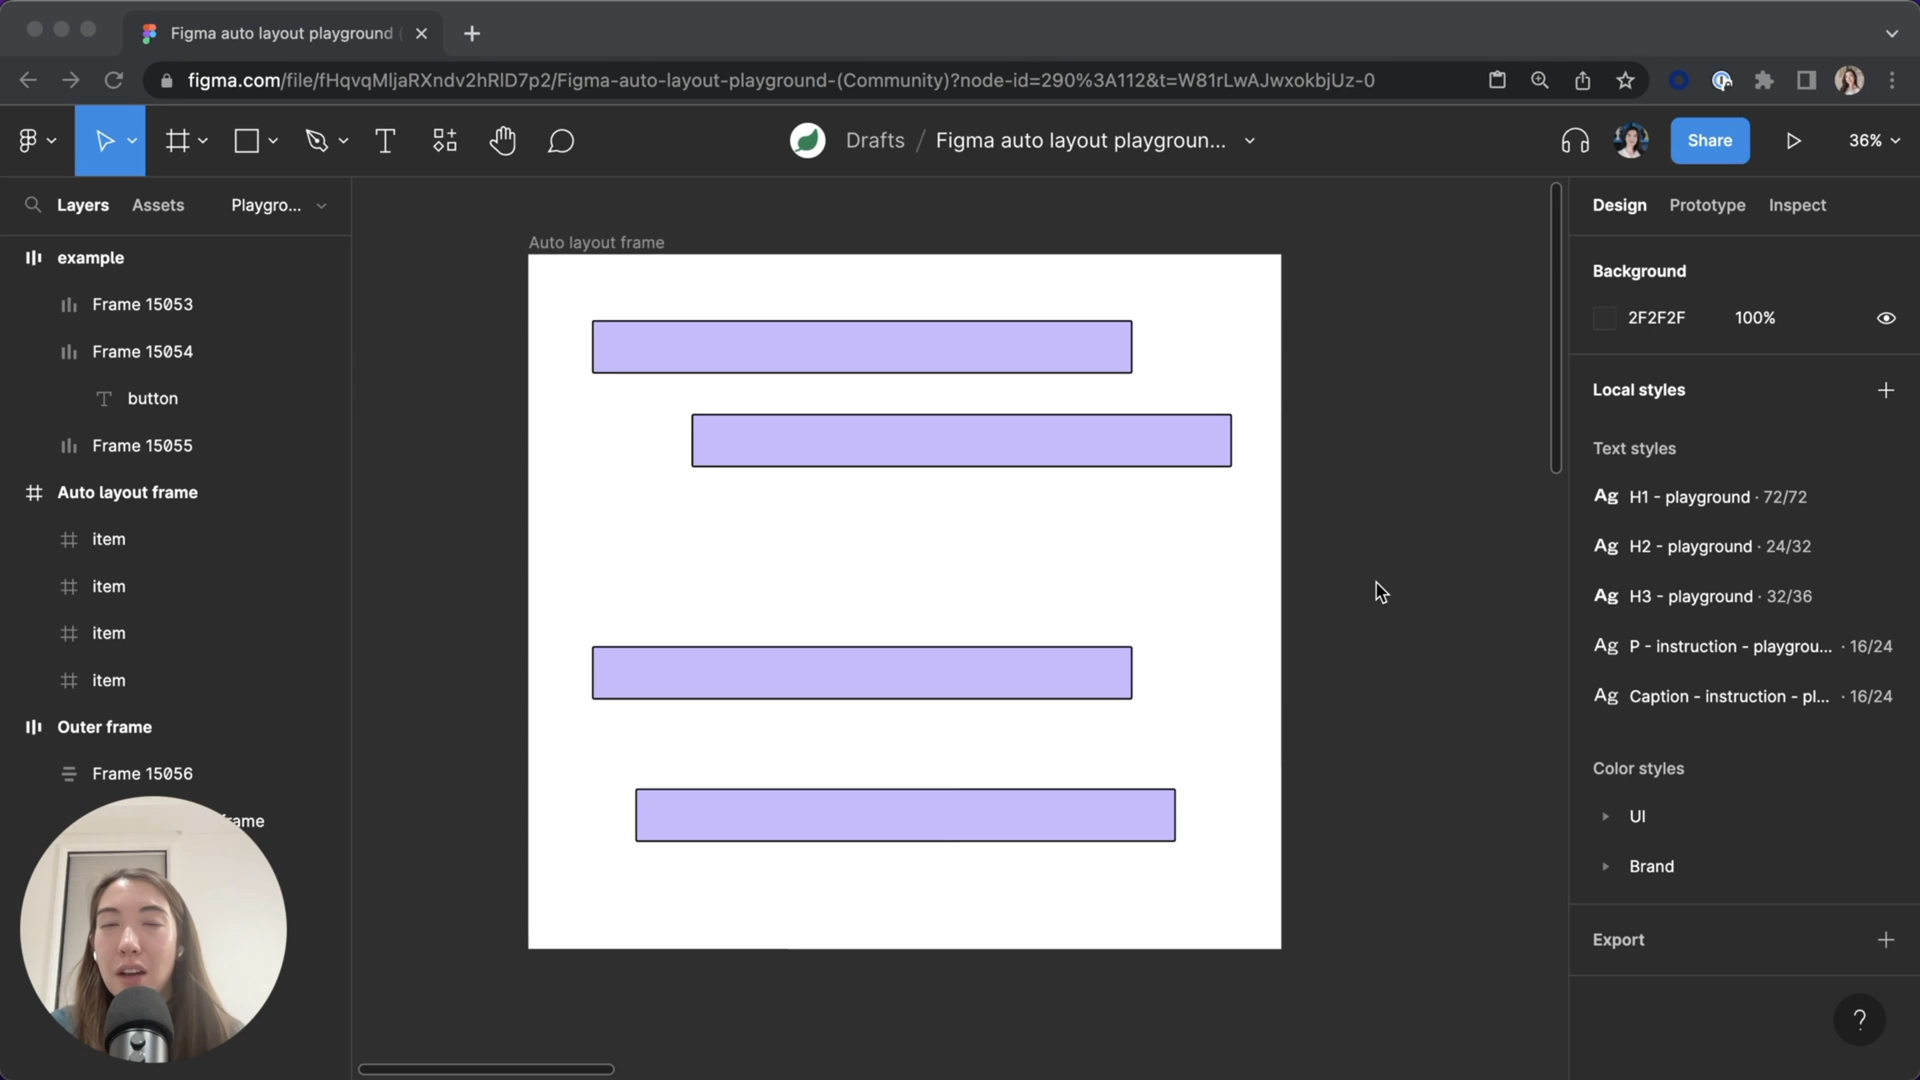 Figma auto layout playground (
figma.com/file/fHqvqMljaRXndv2hRlD7p2/Figma-auto-layout-playground-(Community)?node-id=290%3A112&t=W81rLwAJwxokbjUz-0
Drafts / Figma auto layout playgroun...
Share
36%
Layers
Assets
Playgro...
example
Frame 15053
Frame 15054
button
Frame 15055
Auto layout frame
item
item
item
item
Outer frame
Frame 15056
rame
Auto layout frame
Design
Prototype
Inspect
Background
2F2F2F
100%
Local styles
Text styles
Ag H1 - playground · 72/72
Ag H2 - playground · 24/32
Ag H3 - playground · 32/36
Ag P - instruction - playgrou... · 16/24
Ag Caption - instruction - pl... · 16/24
Color styles
UI
Brand
Export
?